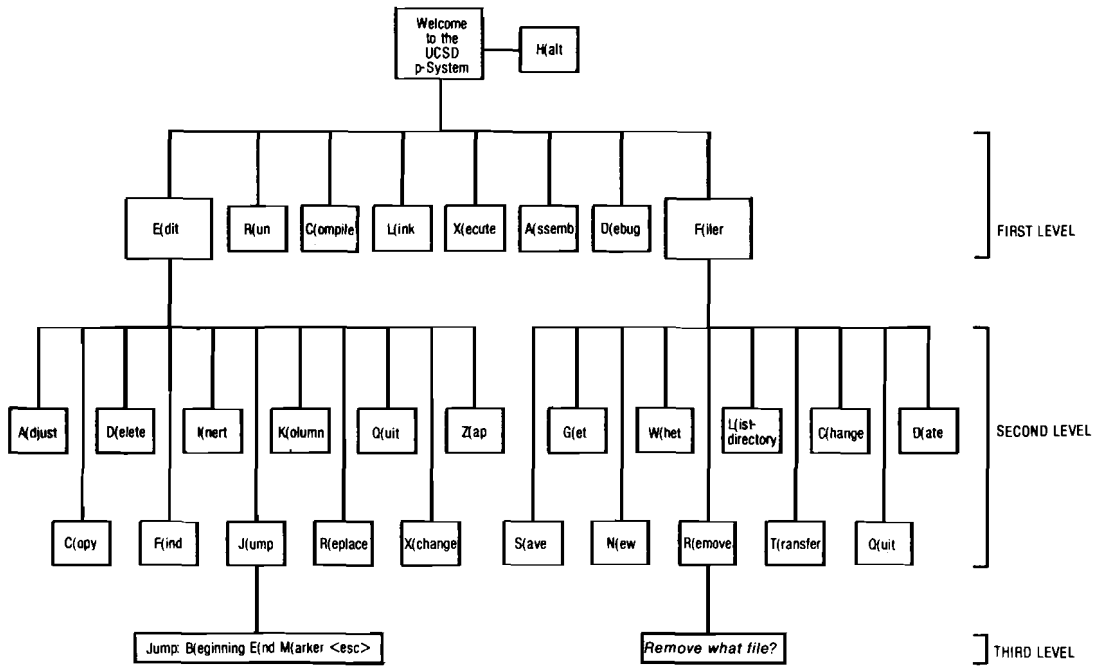 Welcome
to the
UCSD
p-System
H(alt
E(dit
R(un
C(ompile
L(ink
X(ecute
A(ssemb
D(ebug
F(iler
FIRST LEVEL
A(djust
D(elete
I(nert
K(olumn
Q(uit
Z(ap
G(et
W(het
L(ist-
directory
C(hange
D(ate
SECOND LEVEL
C(opy
F(ind
J(ump
R(eplace
X(change
S(ave
N(ew
R(emove
T(ransfer
Q(uit
Jump: B(eginning E(nd M(arker <esc>
Remove what file?
THIRD LEVEL